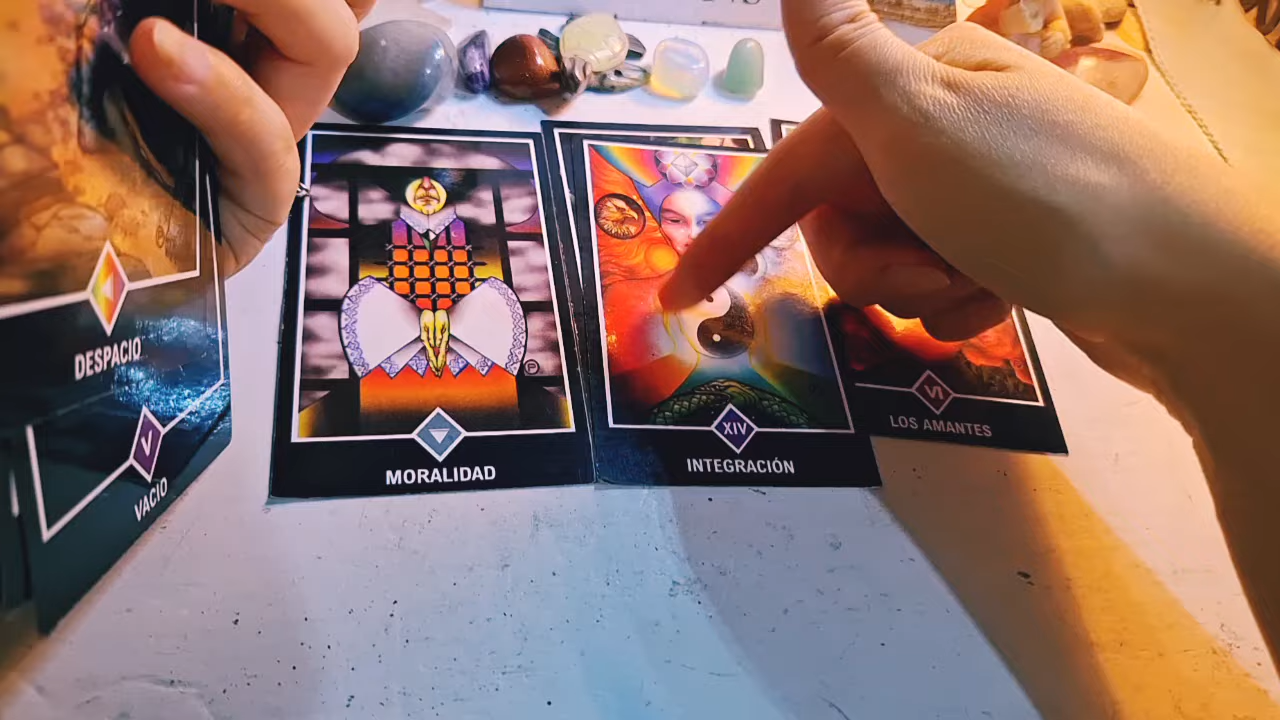 DESPACIO
V
VACIO
MORALIDAD
XIV
INTEGRACIÓN
VI
LOS AMANTES